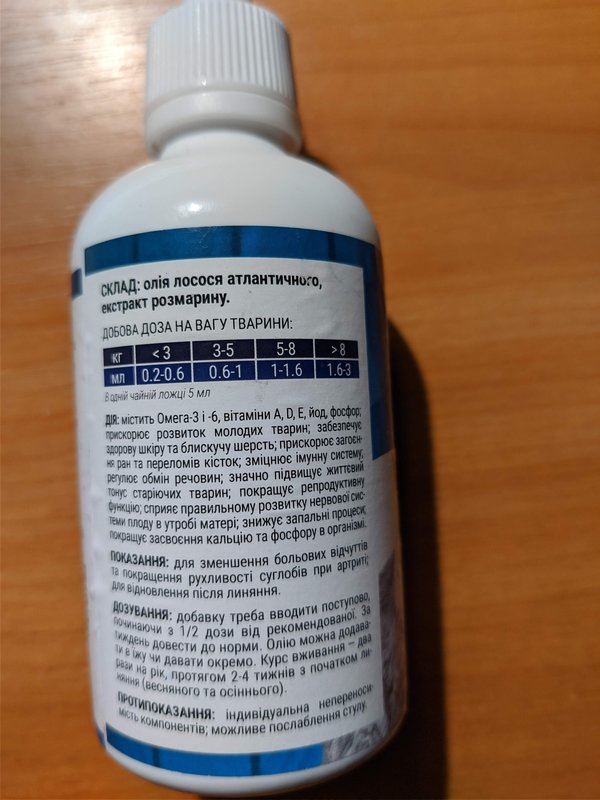 СКЛАД: олія лосося атлантичного,
екстракт розмарину.
ДОБОВА ДОЗА НА ВАГУ ТВАРИНИ:
кг < 3 3-5 5-8 > 8
мл 0.2-0.6 0.6-1 1-1.6 1.6-3
В одній чайній ложці 5 мл
ДІЯ: містить Омега-3 і -6, вітаміни A, D, E, йод, фосфор;
прискорює розвиток молодих тварин; забезпечує
здорову шкіру та блискучу шерсть; прискорює загоєн-
ня ран та переломів кісток; зміцнює імунну систему;
регулює обмін речовин; значно підвищує життєвий
тонус старіючих тварин; покращує репродуктивну
функцію; сприяє правильному розвитку нервової сис-
теми плоду в утробі матері; знижує запальні процеси;
покращує засвоєння кальцію та фосфору в організмі.
ПОКАЗАННЯ: для зменшення больових відчуттів
та покращення рухливості суглобів при артриті;
для відновлення після линяння.
ДОЗУВАННЯ: добавку треба вводити поступово,
починаючи з 1/2 дози від рекомендованої. За
тиждень довести до норми. Олію можна додава-
ти в їжу чи давати окремо. Курс вживання – два
рази на рік, протягом 2-4 тижнів з початком ли-
няння (весняного та осіннього).
ПРОТИПОКАЗАННЯ: індивідуальна непереноси-
мість компонентів; можливе послаблення стулу.